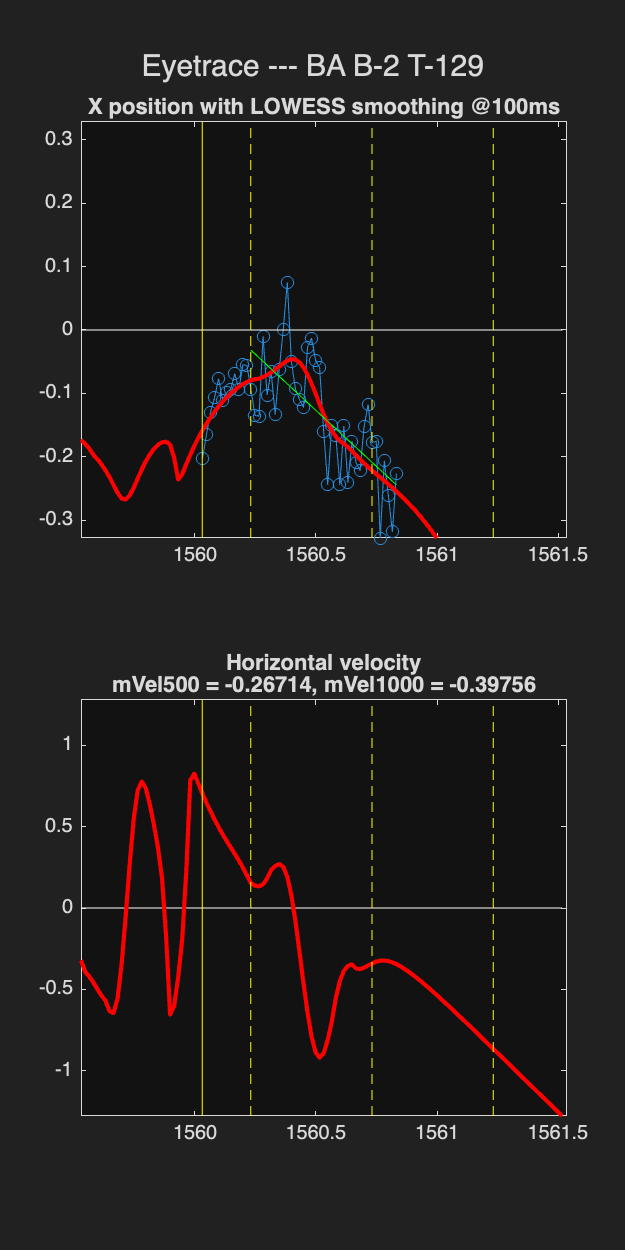 Eyetrace --- BA B-2 T-129
X position with LOWESS smoothing @100ms
0.3
0.2
0.1
0
-0.1
-0.2
-0.3
1560 1560.5 1561 1561.5
Horizontal velocity
mVel500 = -0.26714, mVel1000 = -0.39756
1
0.5
0
-0.5
-1
1560 1560.5 1561 1561.5